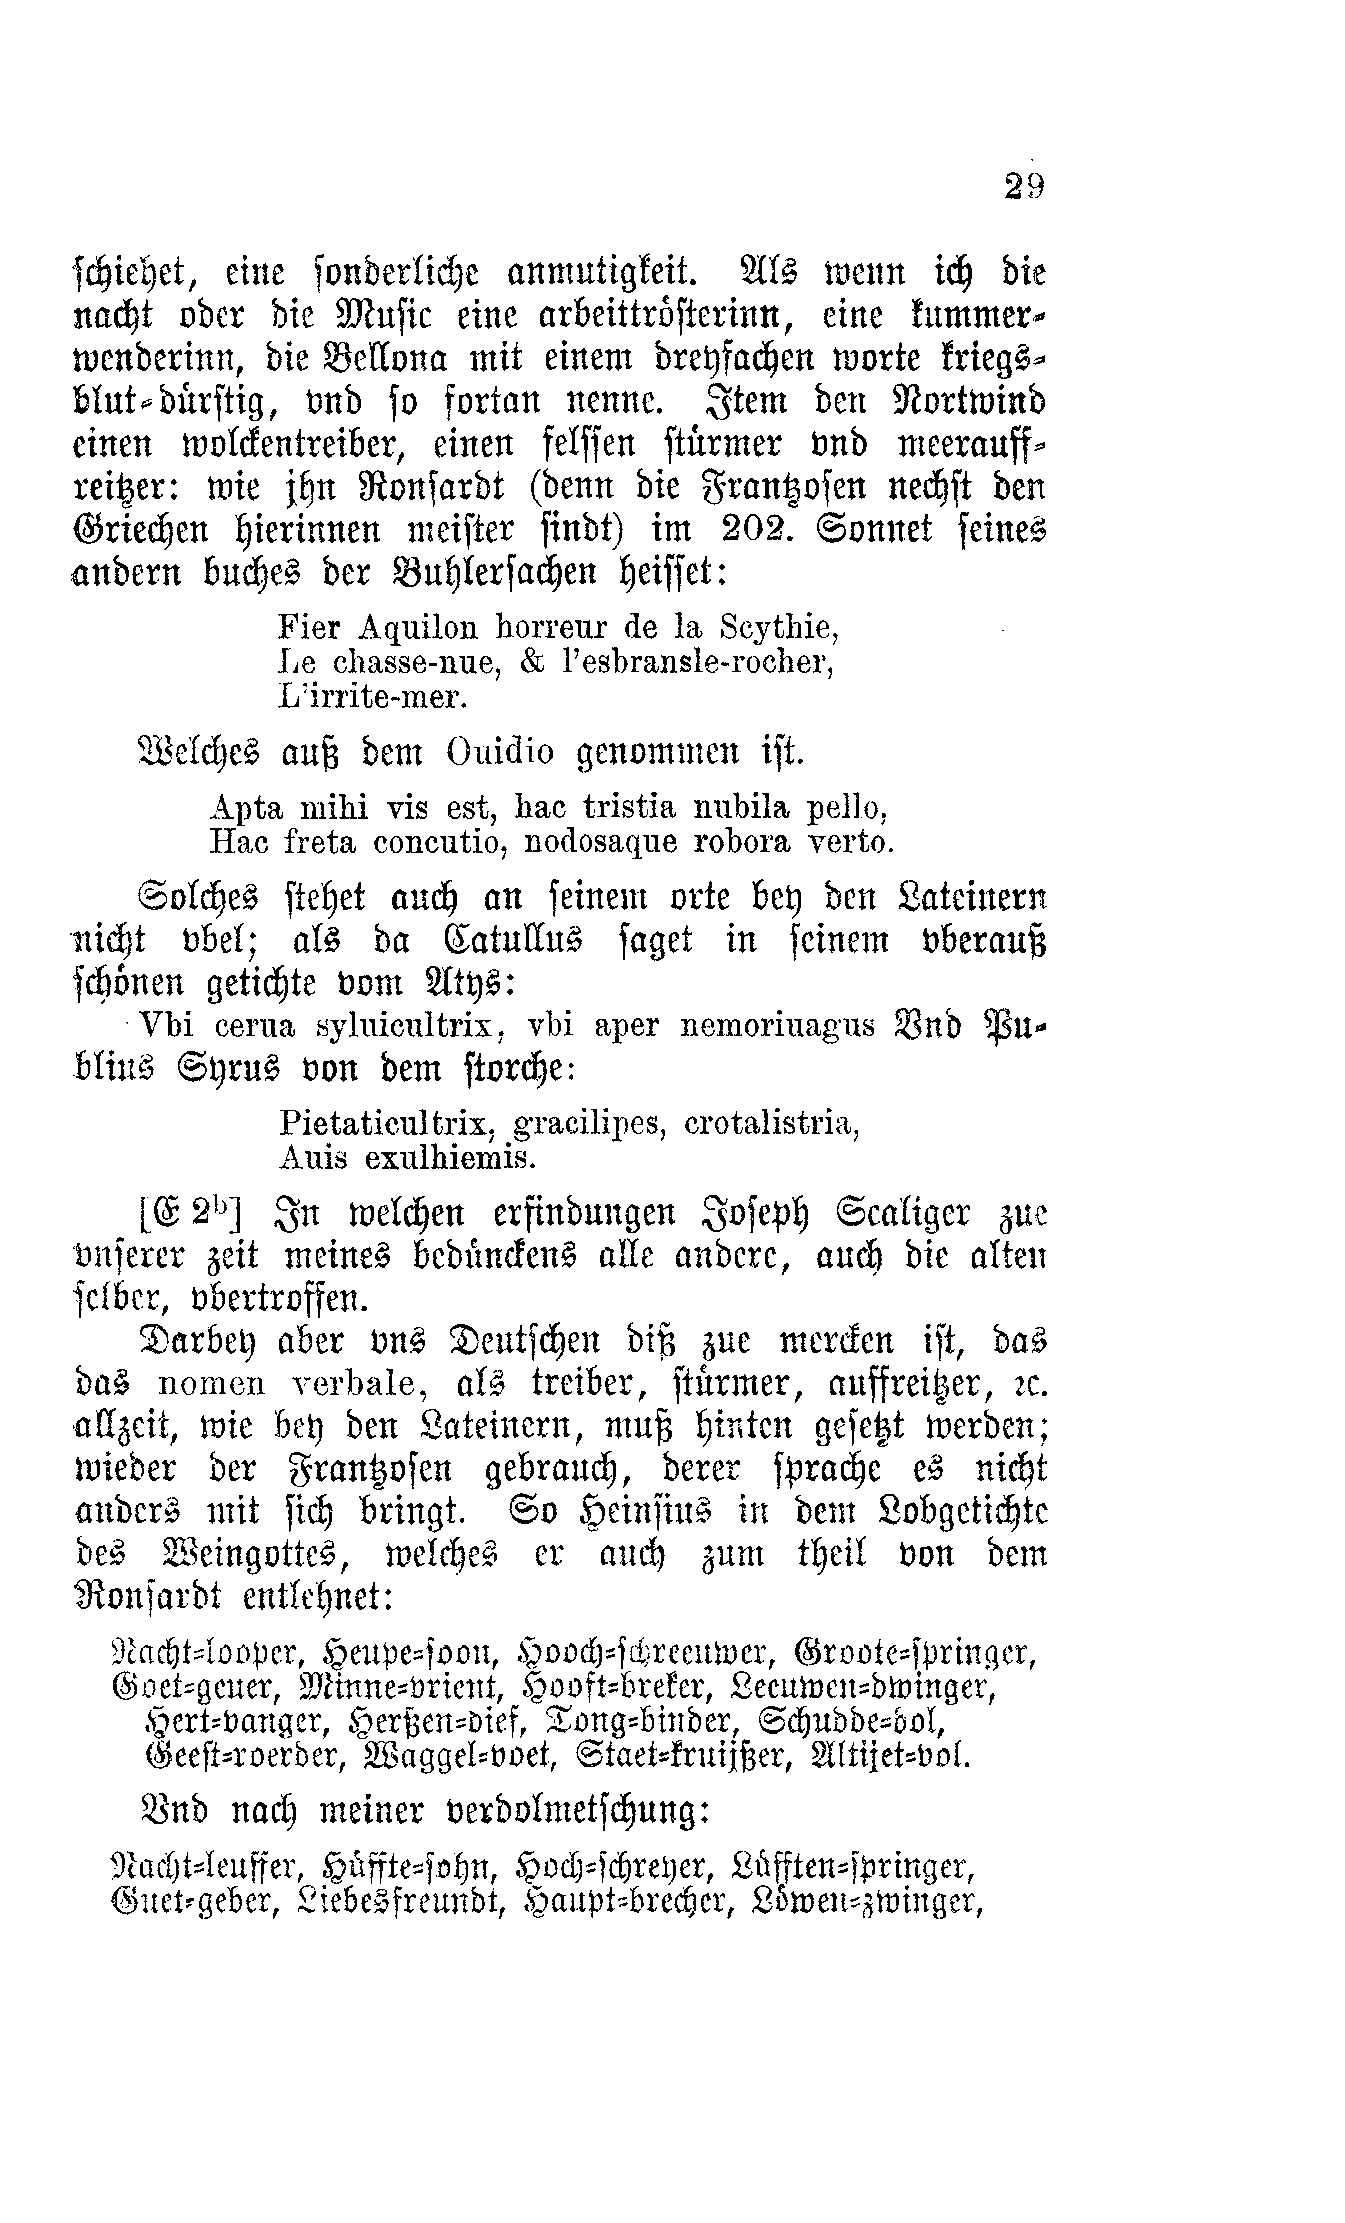 29
ſchiehet, eine ſonderliche anmutigkeit. Als wenn ich die
nacht oder die Muſic eine arbeittröſterinn, eine kummer-
wenderinn, die Bellona mit einem dreyfachen worte kriegs-
blut-dürſtig, vnd ſo fortan nenne. Item den Nortwind
einen wolckentreiber, einen felſſen ſtürmer vnd meerauff-
reitzer: wie jhn Ronſardt (denn die Frantzoſen nechſt den
Griechen hierinnen meiſter ſindt) im 202. Sonnet ſeines
andern buches der Buhlerſachen heiſſet:
Fier Aquilon horreur de la Scythie,
Le chasse-nue, & l'esbransle-rocher,
L'irrite-mer.
Welches auß dem Ouidio genommen iſt.
Apta mihi vis est, hac tristia nubila pello,
Hac freta concutio, nodosaque robora verto.
Solches ſtehet auch an ſeinem orte bey den Lateinern
nicht vbel; als da Catullus ſaget in ſeinem vberauß
ſchönen getichte vom Atys:
Vbi cerua syluicultrix, vbi aper nemoriuagus Vnd Pu-
blius Syrus von dem ſtorche:
Pietaticultrix, gracilipes, crotalistria,
Auis exulhiemis.
[E 2b] In welchen erfindungen Joſeph Scaliger zue
vnſerer zeit meines bedünckens alle andere, auch die alten
ſelber, vbertroffen.
Darbey aber vns Deutſchen diß zue mercken iſt, das
das nomen verbale, als treiber, ſtürmer, auffreitzer, ꝛc.
allzeit, wie bey den Lateinern, muß hinten geſetzt werden;
wieder der Frantzoſen gebrauch, derer ſprache es nicht
anders mit ſich bringt. So Heinſius in dem Lobgetichte
des Weingottes, welches er auch zum theil von dem
Ronſardt entlehnet:
Nacht-looper, Heupe-ſoon, Hooch-ſchreeuwer, Groote-ſpringer,
Goet-geuer, Minne-vrient, Hooft-breker, Leeuwen-dwinger,
Hert-vanger, Herßen-dief, Tong-binder, Schudde-bol,
Geeſt-roerder, Waggel-voet, Staet-kruijßer, Altijet-vol.
Vnd nach meiner verdolmetſchung:
Nacht-leuffer, Hüffte-ſohn, Hoch-ſchreyer, Lüfften-ſpringer,
Guet-geber, Liebesfreundt, Haupt-brecher, Löwen-zwinger,